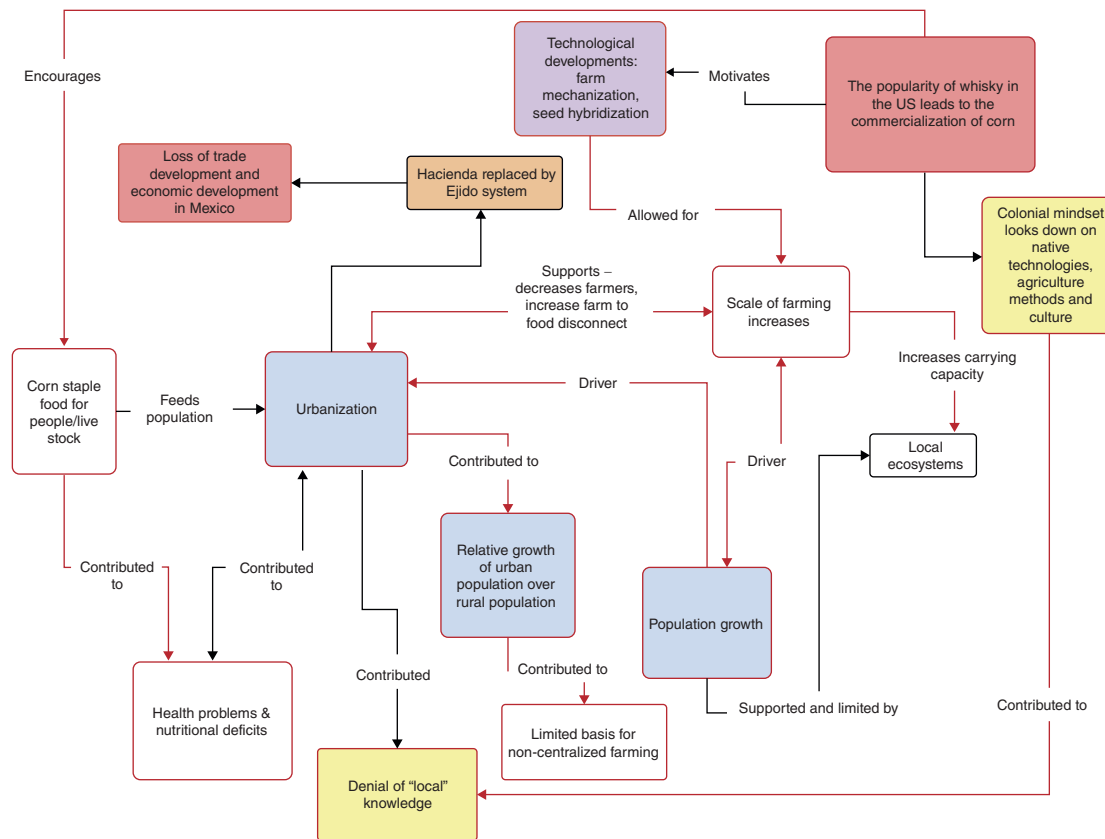 Encourages
Technological
developments:
farm
mechanization,
seed hybridization
Motivates
The popularity of whisky in
the US leads to the
commercialization of corn
Loss of trade
development and
economic development
in Mexico
Hacienda replaced by
Ejido system
Allowed for
Colonial mindset
looks down on
native
technologies,
agriculture
methods and
culture
Supports –
decreases farmers,
increase farm to
food disconnect
Scale of farming
increases
Increases carrying
capacity
Corn staple
food for
people/live
stock
Feeds
population
Urbanization
Driver
Contributed to
Driver
Local
ecosystems
Contributed
to
Contributed
to
Relative growth
of urban
population over
rural population
Population growth
Contributed
Contributed to
Supported and limited by
Contributed to
Health problems &
nutritional deficits
Limited basis for
non-centralized farming
Denial of “local”
knowledge